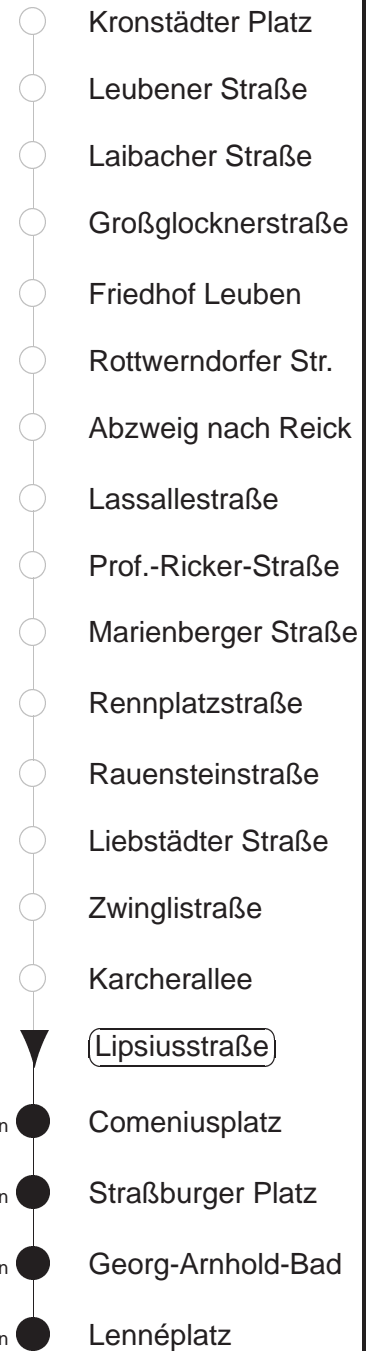 Kronstädter Platz
Leubener Straße
Laibacher Straße
Großglocknerstraße
Friedhof Leuben
Rottwerndorfer Str.
Abzweig nach Reick
Lassallestraße
Prof.-Ricker-Straße
Marienberger Straße
Rennplatzstraße
Rauensteinstraße
Liebstädter Straße
Zwinglistraße
Karcherallee
Lipsiusstraße
n Comeniusplatz
n Straßburger Platz
n Georg-Arnhold-Bad
n Lennéplatz